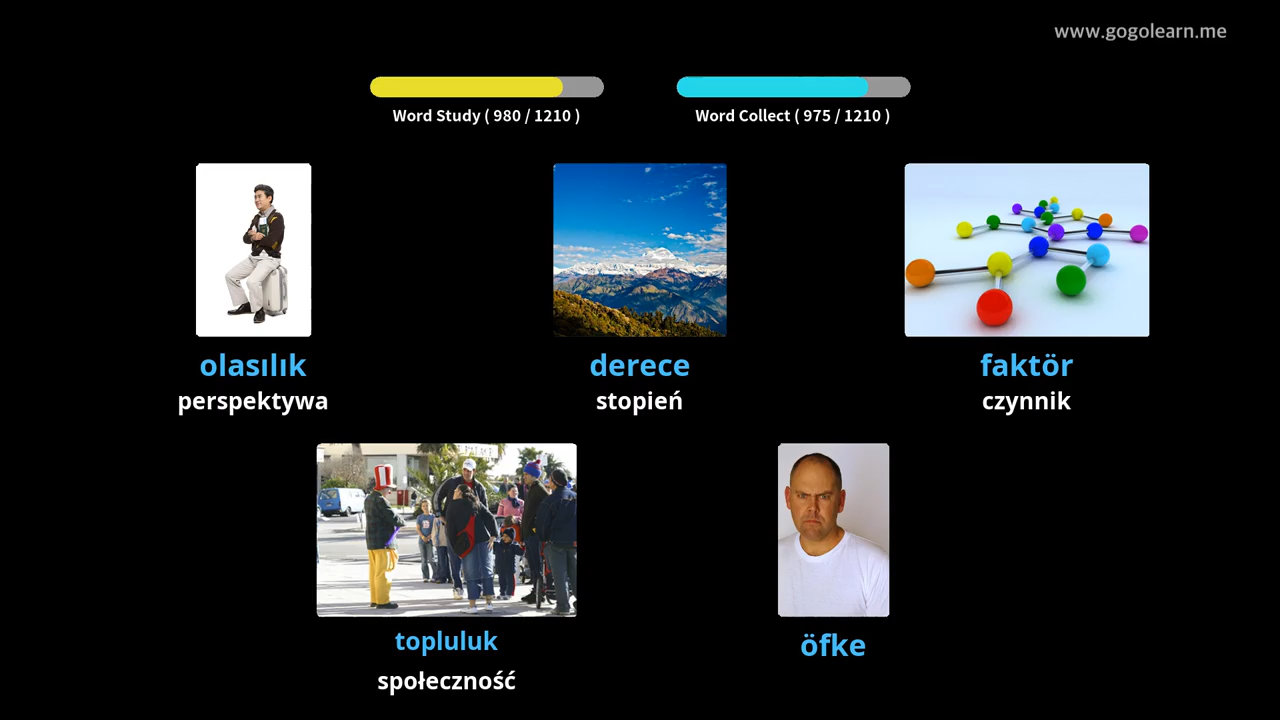 www.gogolearn.me
Word Study ( 980 / 1210 )
Word Collect ( 975 / 1210 )
olasılık
perspektywa
derece
stopień
faktör
czynnik
topluluk
społeczność
öfke